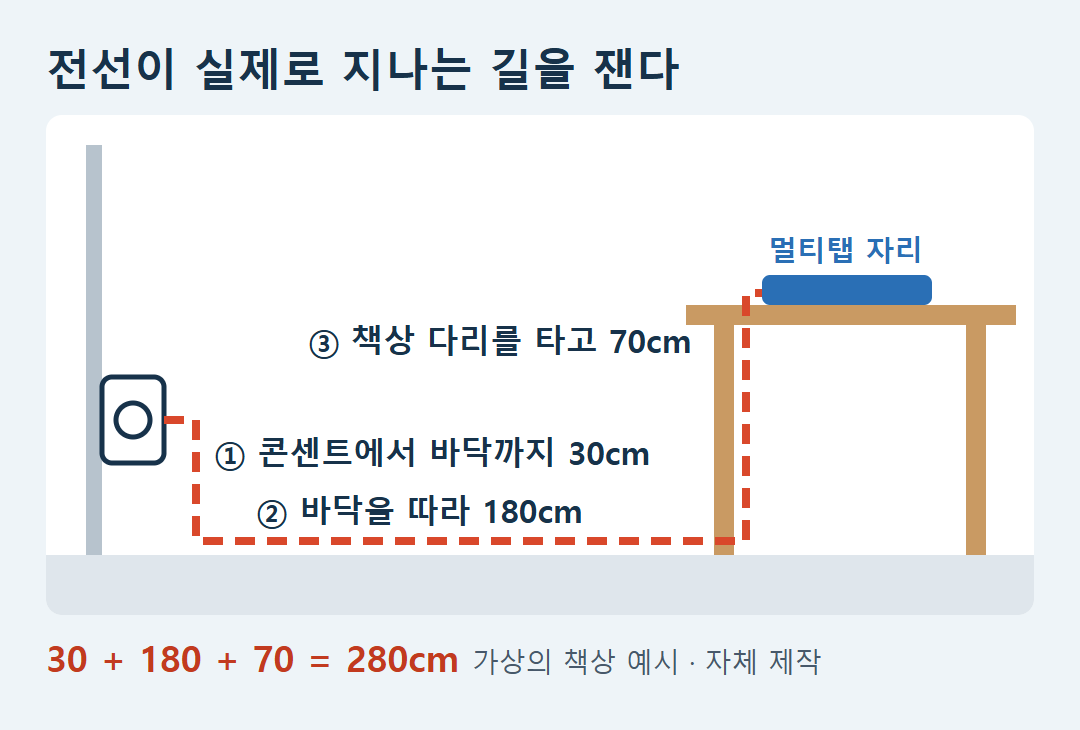 전선이 실제로 지나는 길을 잰다
멀티탭 자리
③ 책상 다리를 타고 70cm
① 콘센트에서 바닥까지 30cm
② 바닥을 따라 180cm
30 + 180 + 70 = 280cm 가상의 책상 예시 · 자체 제작